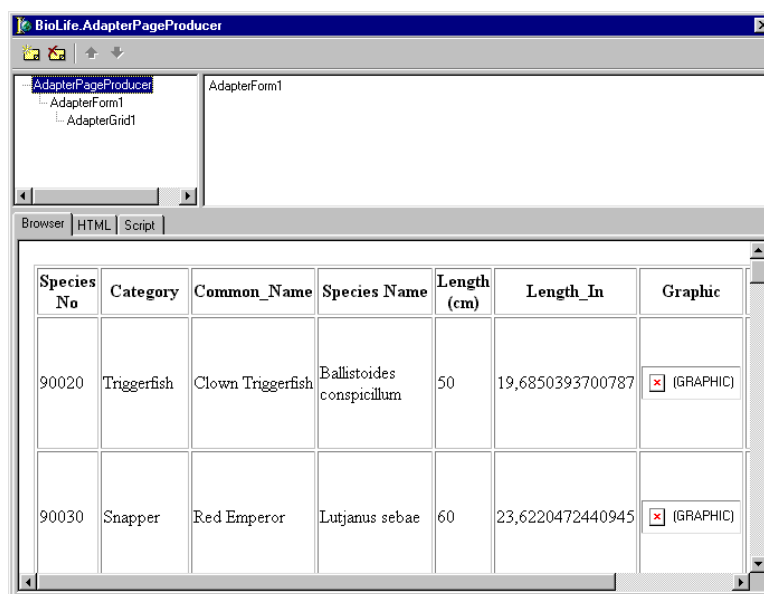 BioLife.AdapterPageProducer
AdapterPageProducer
AdapterForm1
AdapterGrid1
AdapterForm1
Browser HTML Script
Species No Category Common_Name Species Name Length (cm) Length_In Graphic
90020 Triggerfish Clown Triggerfish Ballistoides conspicillum 50 19,6850393700787 (GRAPHIC)
90030 Snapper Red Emperor Lutjanus sebae 60 23,6220472440945 (GRAPHIC)